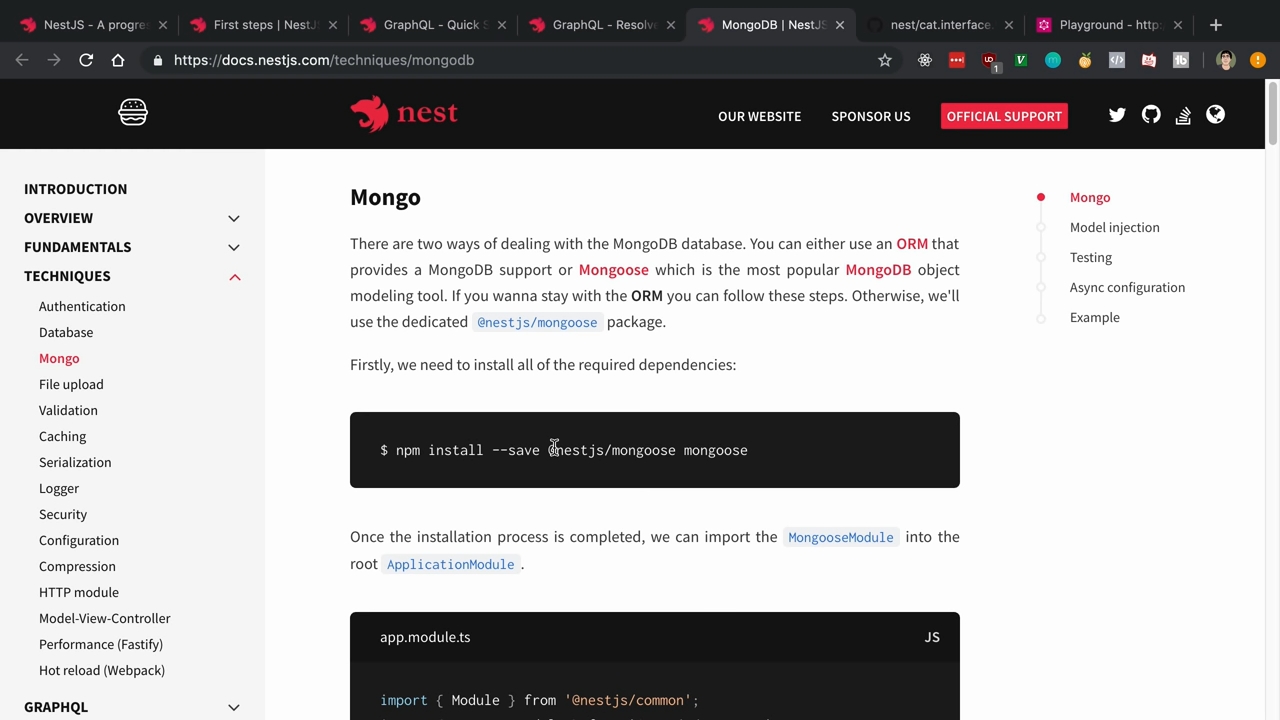 NestJS - A progre
First steps | NestJS
GraphQL - Quick S
GraphQL - Resolve
MongoDB | NestJS
nest/cat.interface.
Playground - http:
https://docs.nestjs.com/techniques/mongodb
1
nest
OUR WEBSITE
SPONSOR US
OFFICIAL SUPPORT
INTRODUCTION
OVERVIEW
FUNDAMENTALS
TECHNIQUES
Authentication
Database
Mongo
File upload
Validation
Caching
Serialization
Logger
Security
Configuration
Compression
HTTP module
Model-View-Controller
Performance (Fastify)
Hot reload (Webpack)
GRAPHQL
Mongo
There are two ways of dealing with the MongoDB database. You can either use an ORM that
provides a MongoDB support or Mongoose which is the most popular MongoDB object
modeling tool. If you wanna stay with the ORM you can follow these steps. Otherwise, we'll
use the dedicated @nestjs/mongoose package.
Firstly, we need to install all of the required dependencies:
$ npm install --save @nestjs/mongoose mongoose
Once the installation process is completed, we can import the MongooseModule into the
root ApplicationModule .
app.module.ts
JS
import { Module } from '@nestjs/common';
Mongo
Model injection
Testing
Async configuration
Example